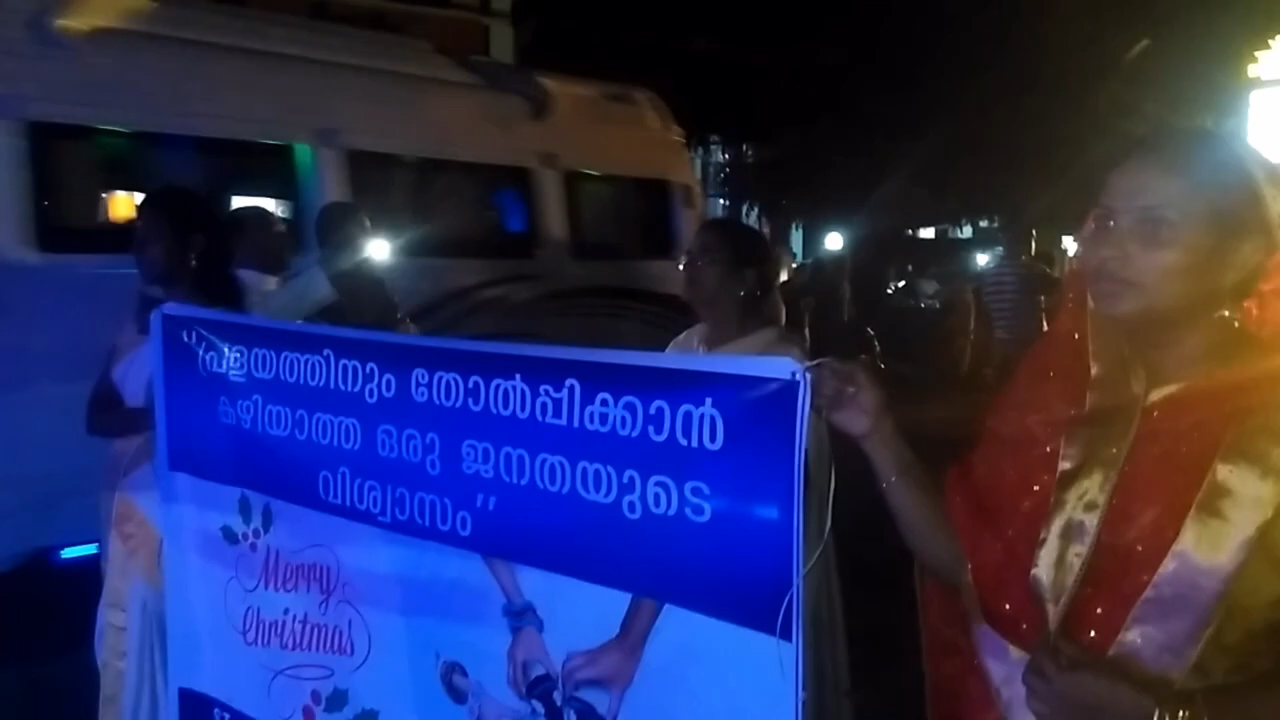 "പ്രളയത്തിനും തോൽപ്പിക്കാൻ
കഴിയാത്ത ഒരു ജനതയുടെ
വിശ്വാസം"
Merry
Christmas